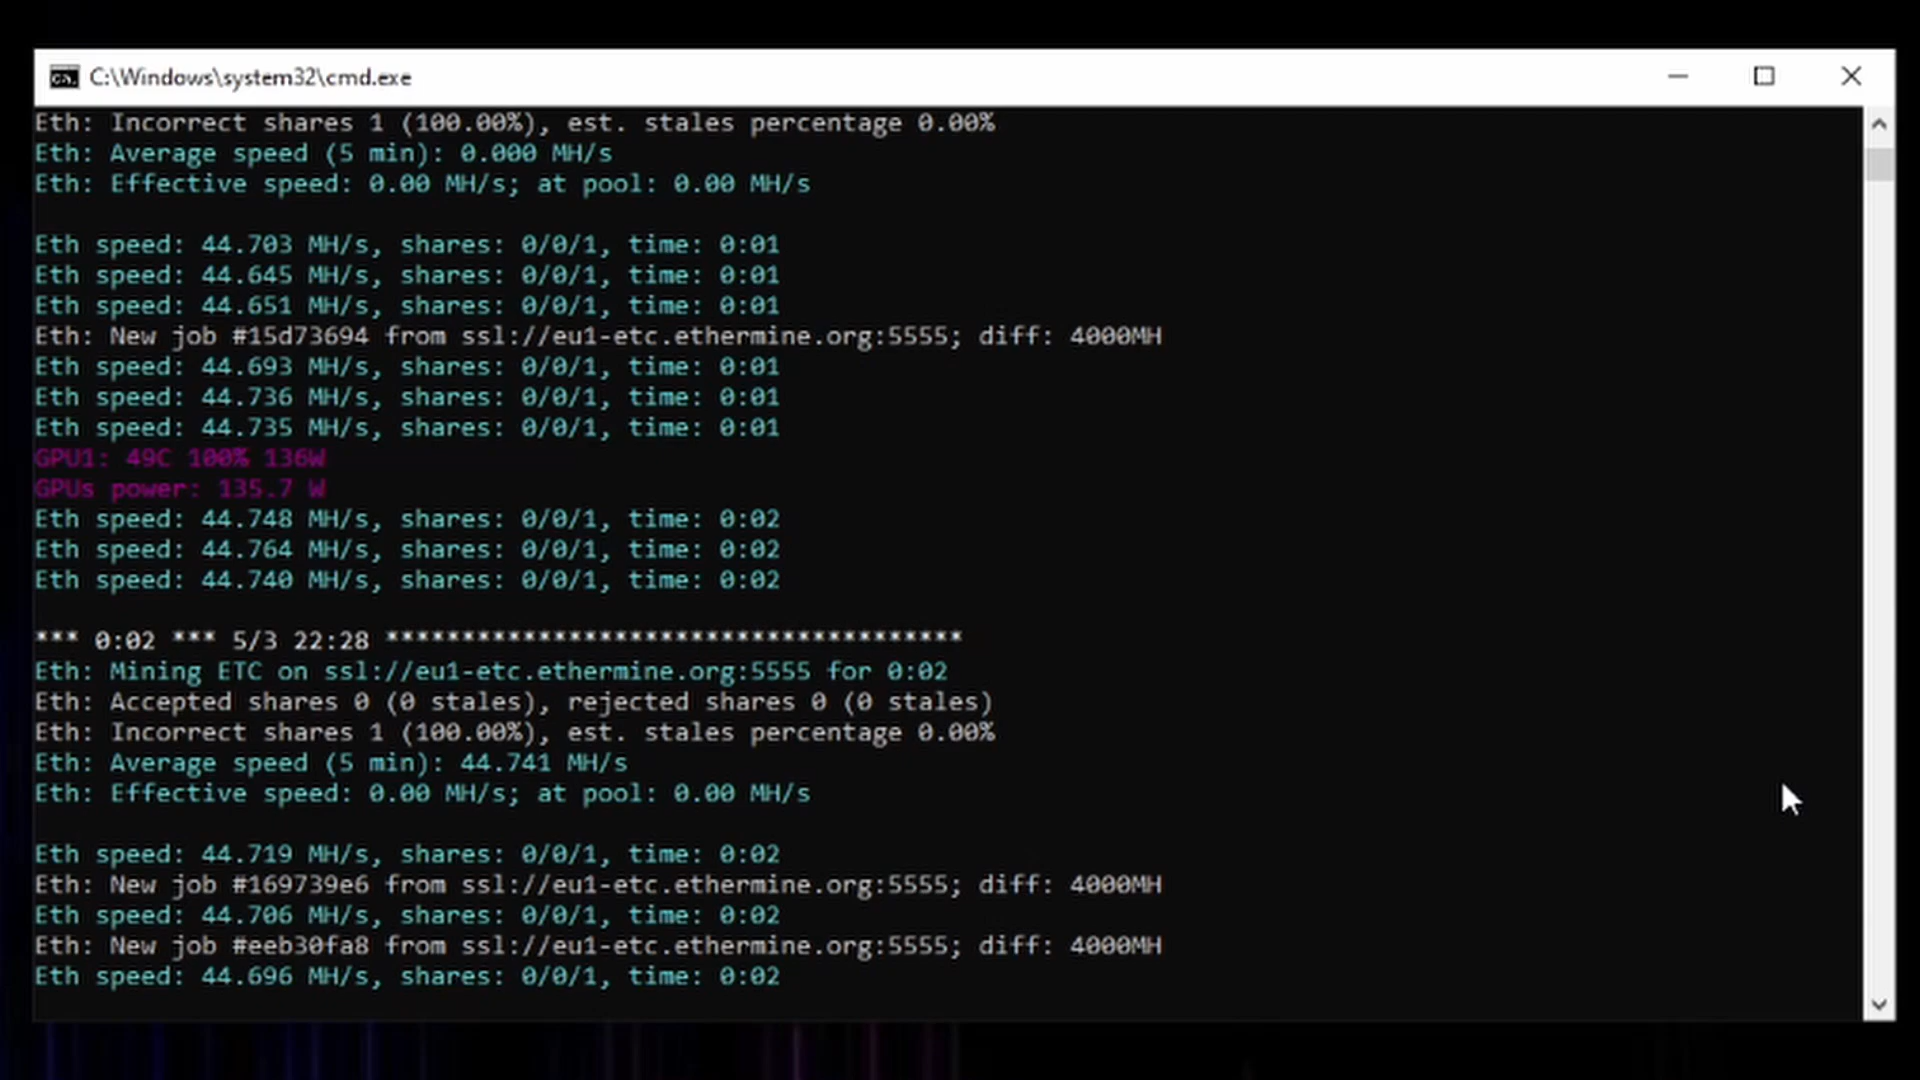 C:\Windows\system32\cmd.exe
Eth: Incorrect shares 1 (100.00%), est. stales percentage 0.00%
Eth: Average speed (5 min): 0.000 MH/s
Eth: Effective speed: 0.00 MH/s; at pool: 0.00 MH/s
Eth speed: 44.703 MH/s, shares: 0/0/1, time: 0:01
Eth speed: 44.645 MH/s, shares: 0/0/1, time: 0:01
Eth speed: 44.651 MH/s, shares: 0/0/1, time: 0:01
Eth: New job #15d73694 from ssl://eu1-etc.ethermine.org:5555; diff: 4000MH
Eth speed: 44.693 MH/s, shares: 0/0/1, time: 0:01
Eth speed: 44.736 MH/s, shares: 0/0/1, time: 0:01
Eth speed: 44.735 MH/s, shares: 0/0/1, time: 0:01
GPU1: 49C 100% 136W
GPUs power: 135.7 W
Eth speed: 44.748 MH/s, shares: 0/0/1, time: 0:02
Eth speed: 44.764 MH/s, shares: 0/0/1, time: 0:02
Eth speed: 44.740 MH/s, shares: 0/0/1, time: 0:02
*** 0:02 *** 5/3 22:28 **************************************
Eth: Mining ETC on ssl://eu1-etc.ethermine.org:5555 for 0:02
Eth: Accepted shares 0 (0 stales), rejected shares 0 (0 stales)
Eth: Incorrect shares 1 (100.00%), est. stales percentage 0.00%
Eth: Average speed (5 min): 44.741 MH/s
Eth: Effective speed: 0.00 MH/s; at pool: 0.00 MH/s
Eth speed: 44.719 MH/s, shares: 0/0/1, time: 0:02
Eth: New job #169739e6 from ssl://eu1-etc.ethermine.org:5555; diff: 4000MH
Eth speed: 44.706 MH/s, shares: 0/0/1, time: 0:02
Eth: New job #eeb30fa8 from ssl://eu1-etc.ethermine.org:5555; diff: 4000MH
Eth speed: 44.696 MH/s, shares: 0/0/1, time: 0:02